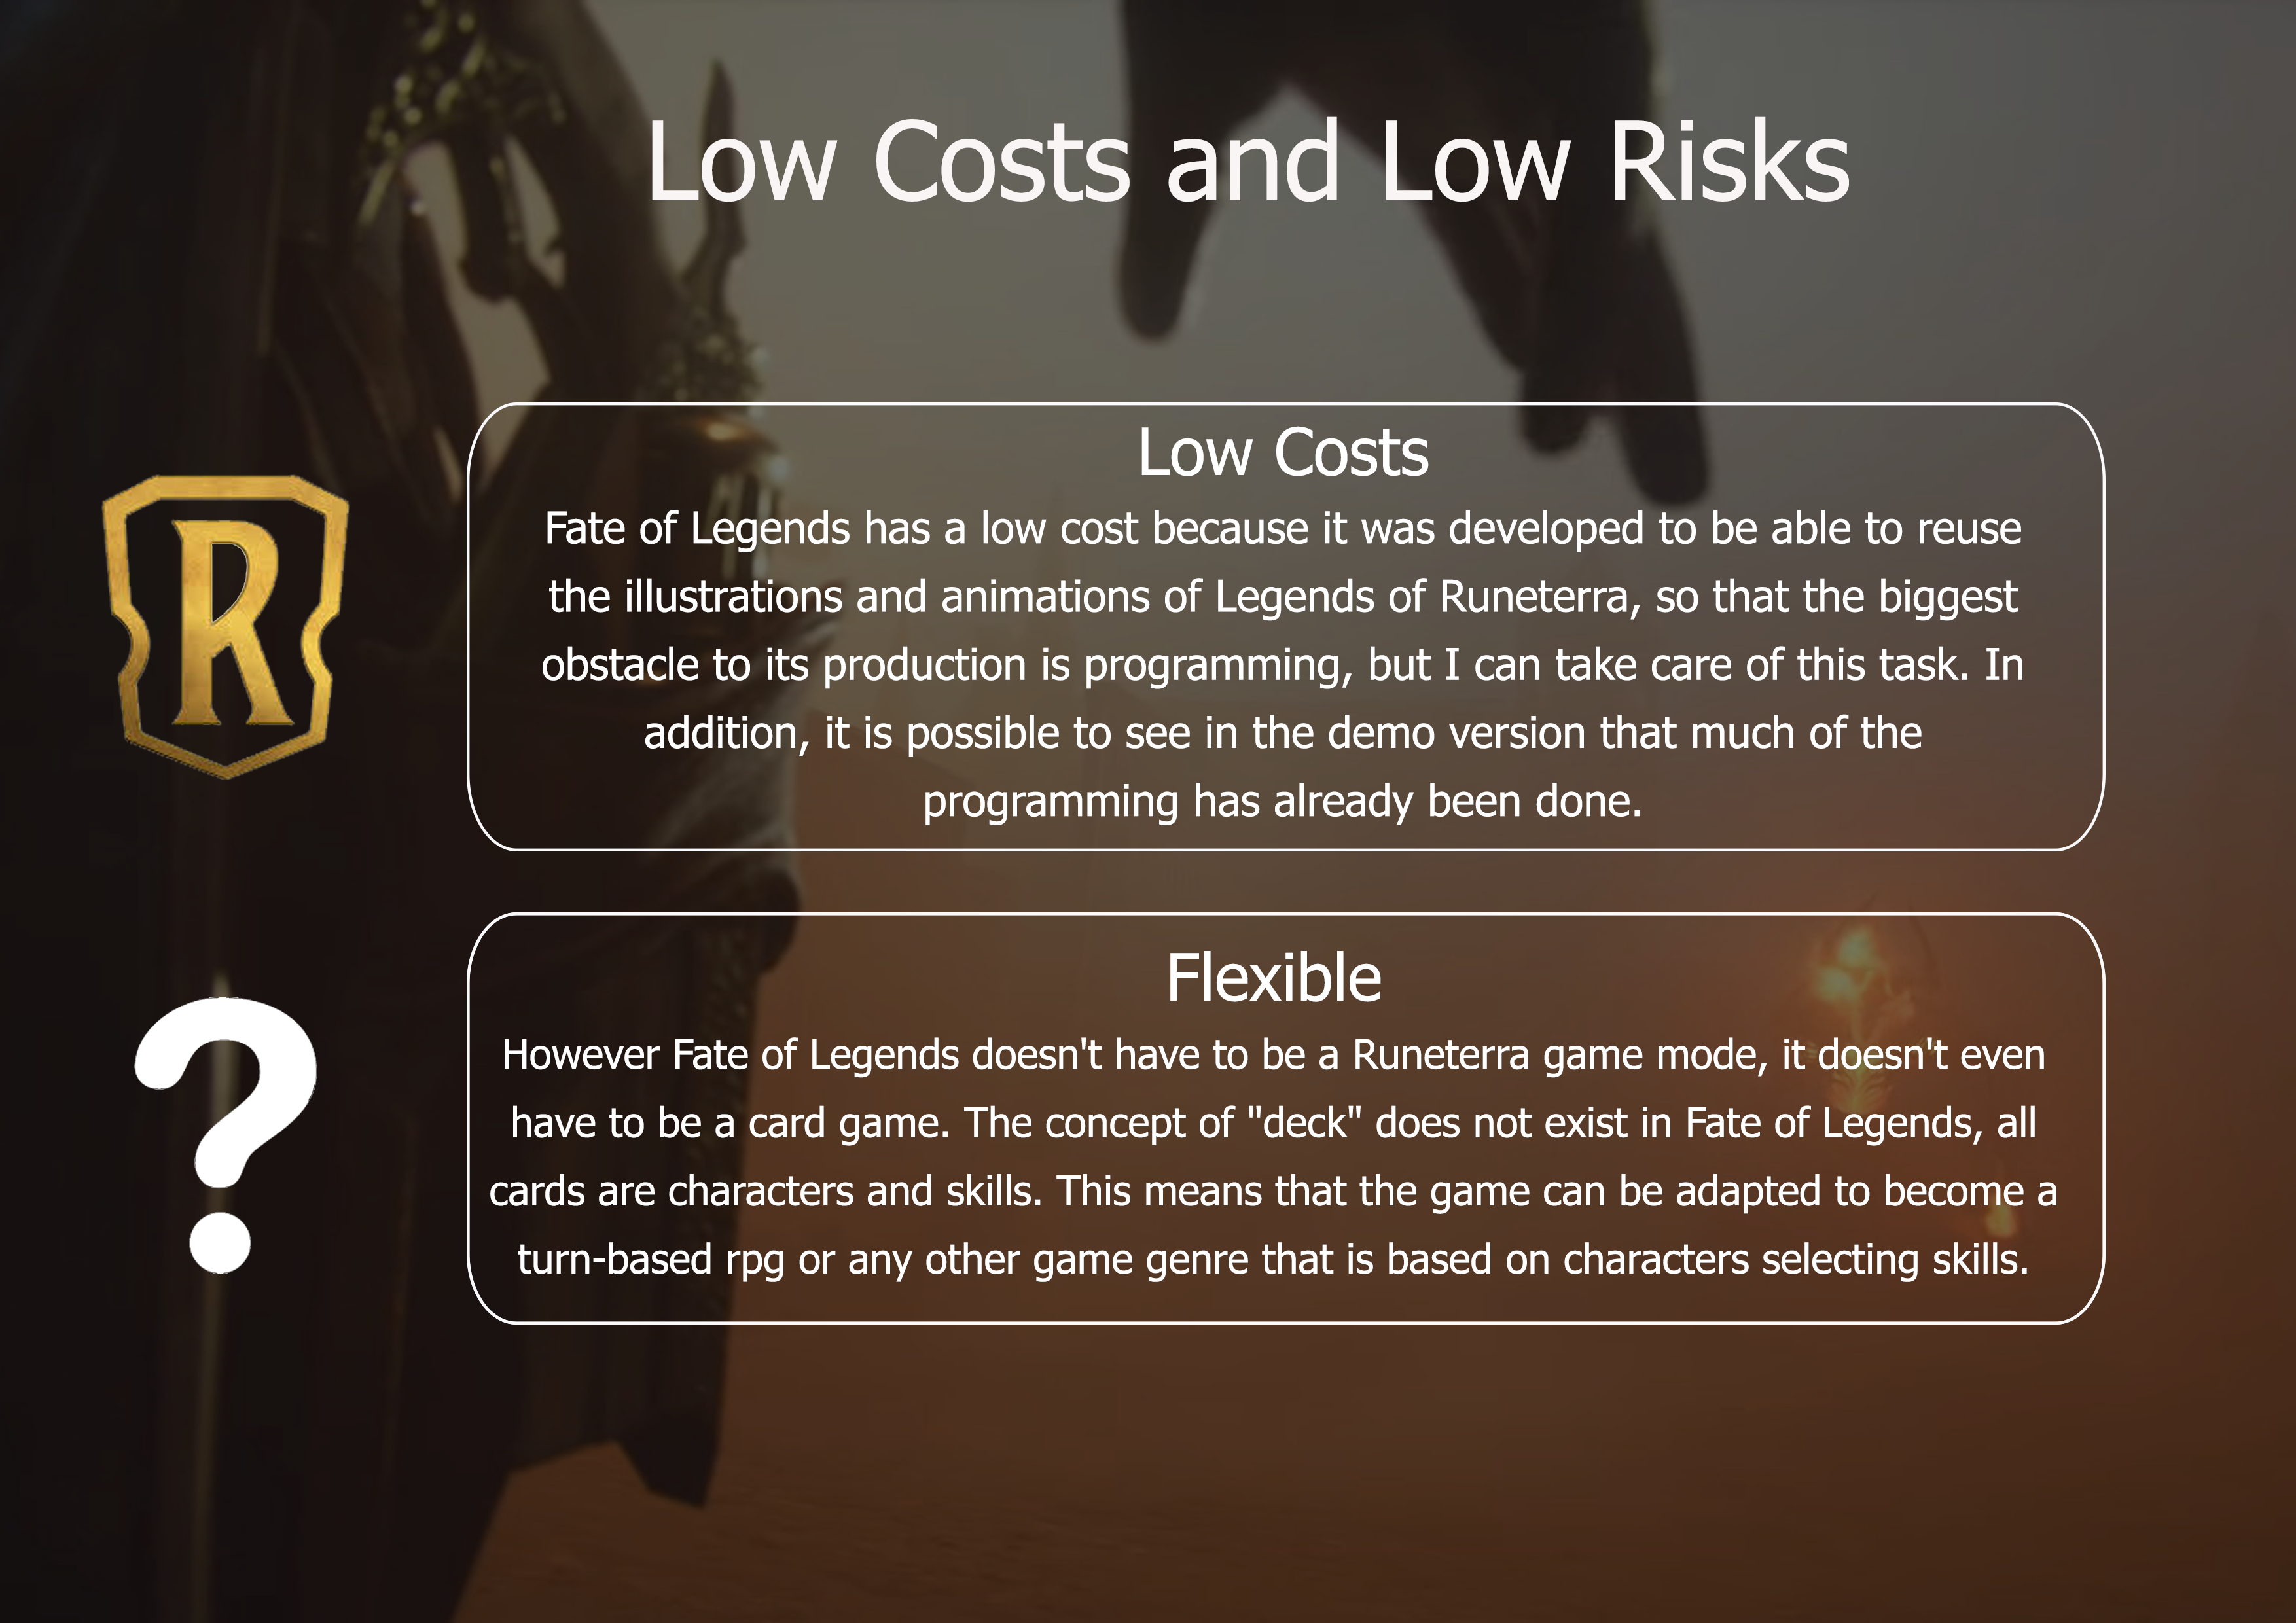 Low Costs and Low Risks
R
Low Costs
Fate of Legends has a low cost because it was developed to be able to reuse
the illustrations and animations of Legends of Runeterra, so that the biggest
obstacle to its production is programming, but I can take care of this task. In
addition, it is possible to see in the demo version that much of the
programming has already been done.
?
Flexible
However Fate of Legends doesn't have to be a Runeterra game mode, it doesn't even
have to be a card game. The concept of "deck" does not exist in Fate of Legends, all
cards are characters and skills. This means that the game can be adapted to become a
turn-based rpg or any other game genre that is based on characters selecting skills.